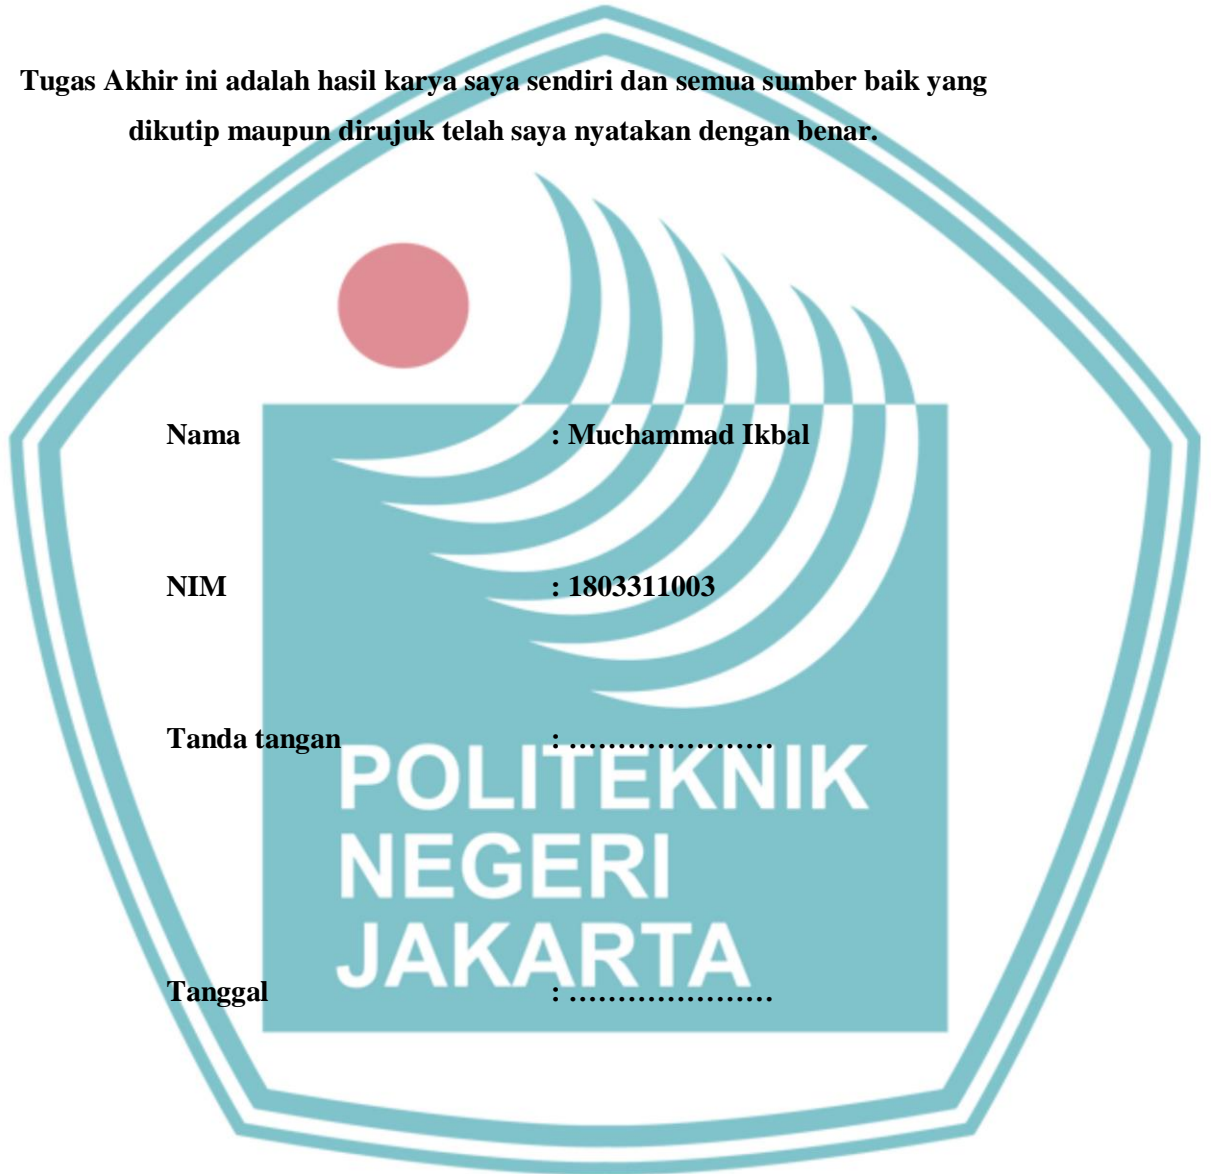 Tugas Akhir ini adalah hasil karya saya sendiri dan semua sumber baik yang
dikutip maupun dirujuk telah saya nyatakan dengan benar.
Nama : Muchammad Ikbal
NIM : 1803311003
Tanda tangan : .....................
POLITEKNIK
NEGERI
JAKARTA
Tanggal : .....................